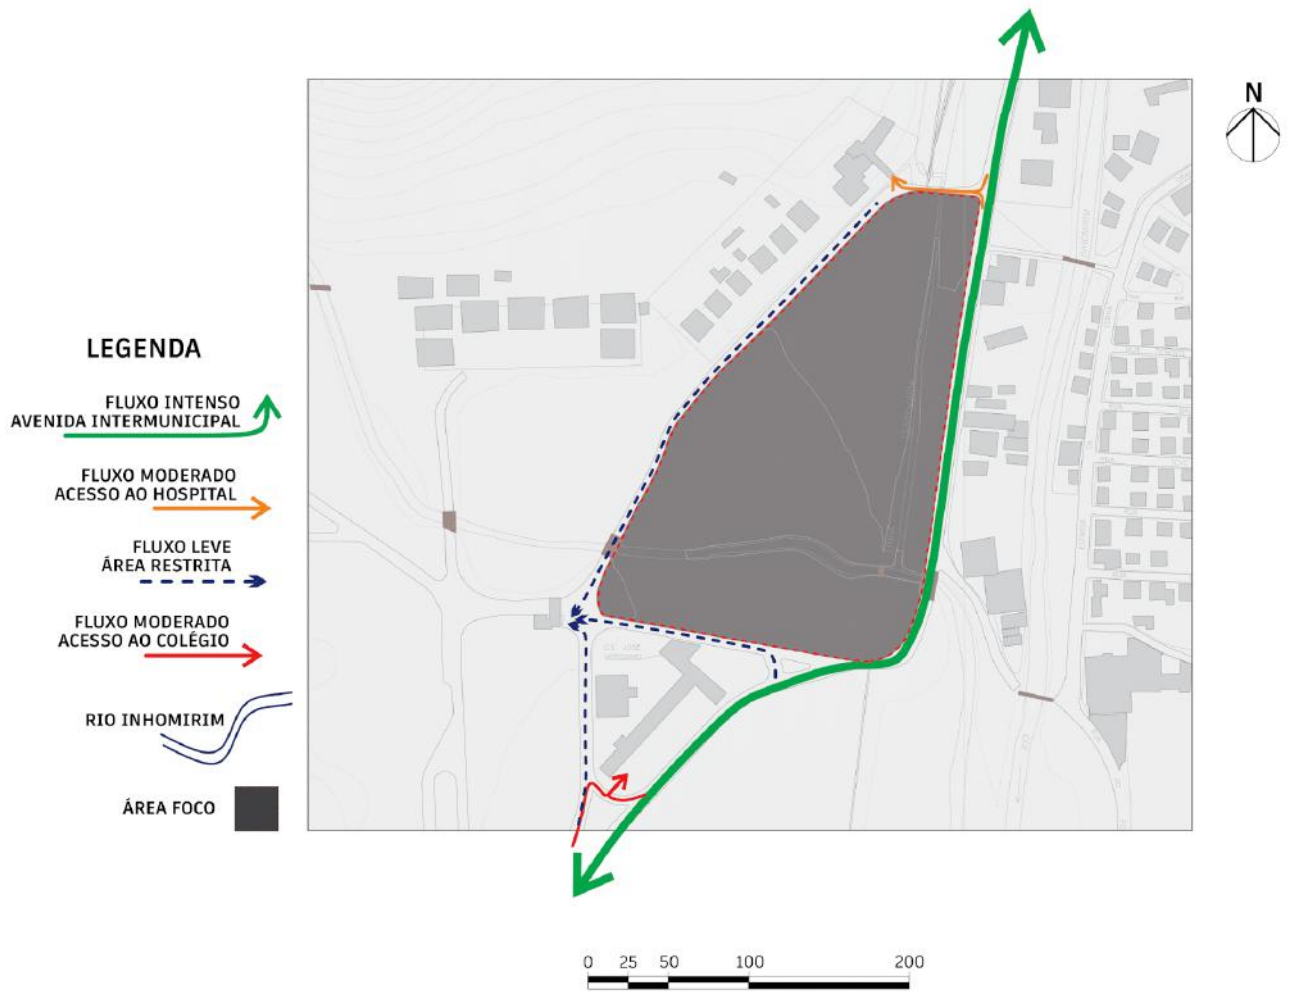 N
LEGENDA
FLUXO INTENSO
AVENIDA INTERMUNICIPAL
FLUXO MODERADO
ACESSO AO HOSPITAL
FLUXO LEVE
ÁREA RESTRITA
FLUXO MODERADO
ACESSO AO COLÉGIO
RIO INHOMIRIM
ÁREA FOCO
0 25 50 100 200